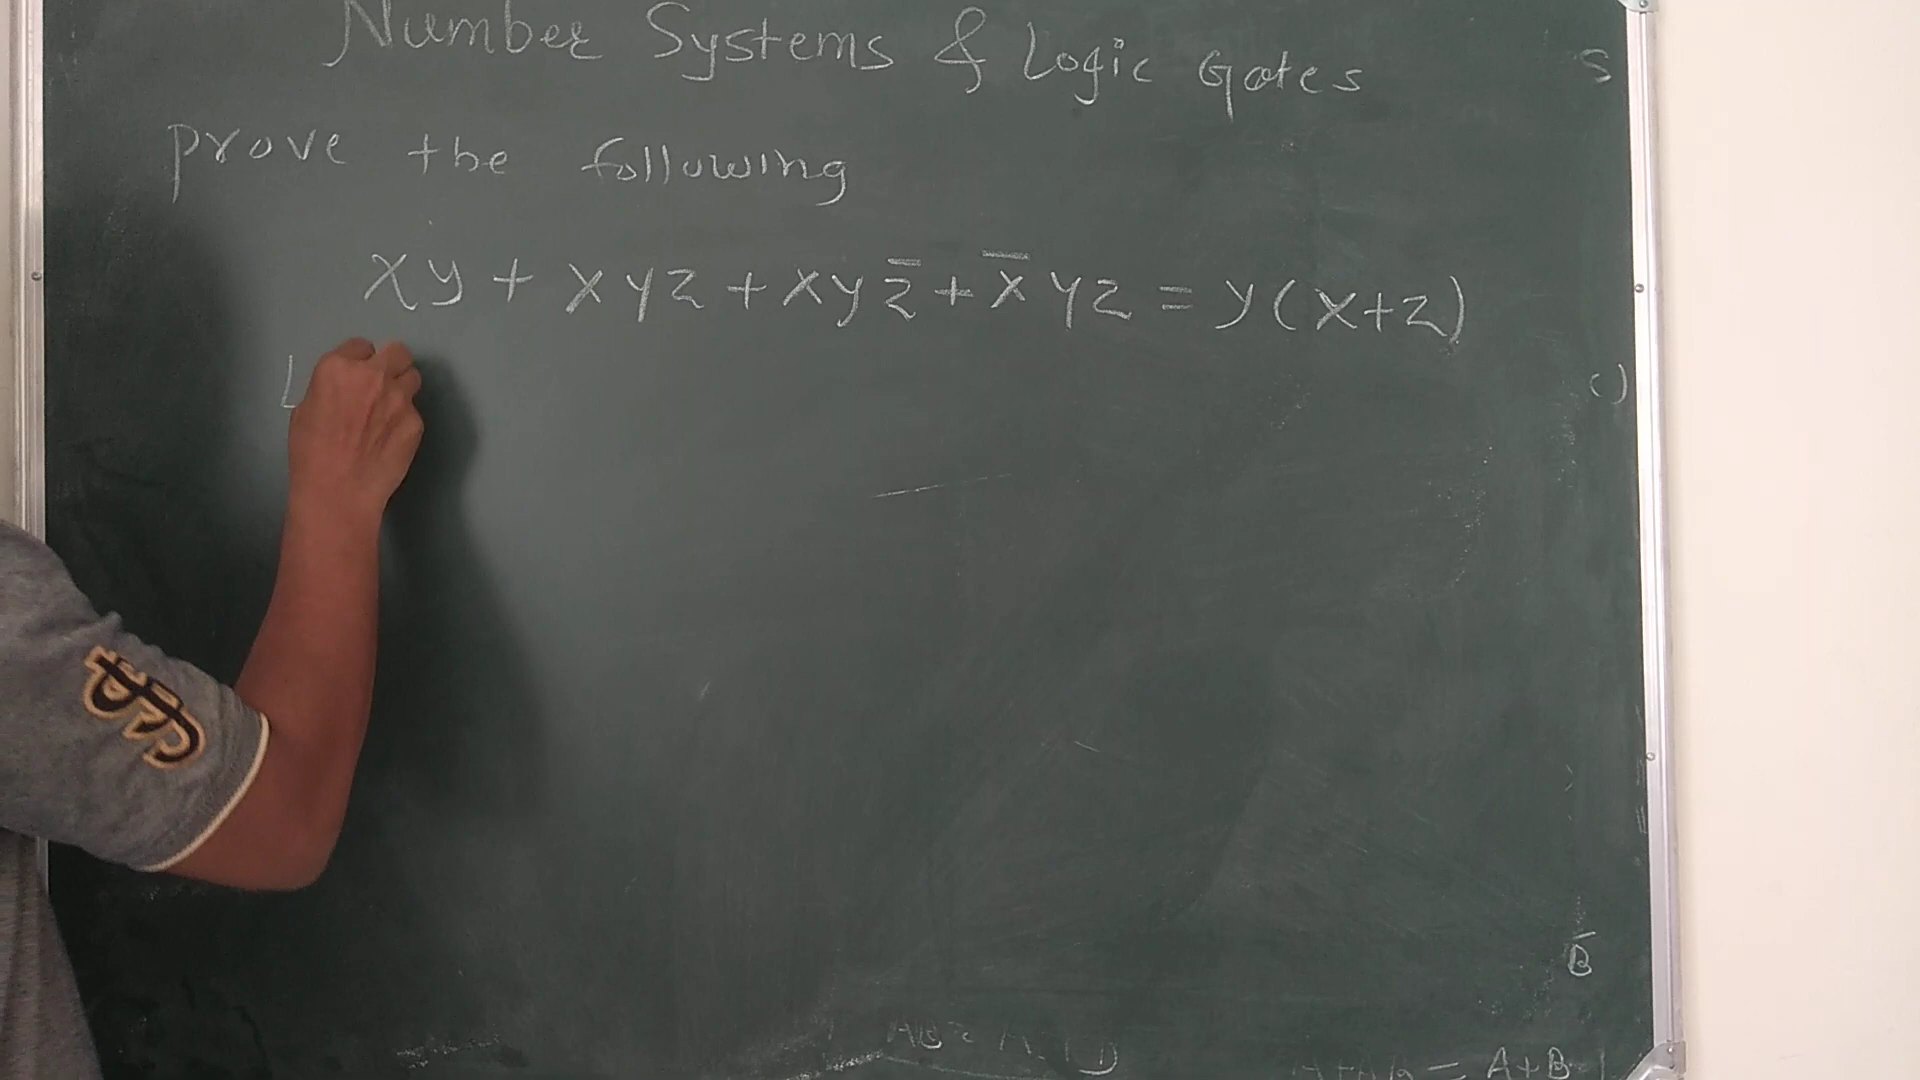 Number Systems & Logic Gates
S
prove the following
xy + xyz + xyz̅ + x̅yz = y(x+z)
L
B̅
= A+B